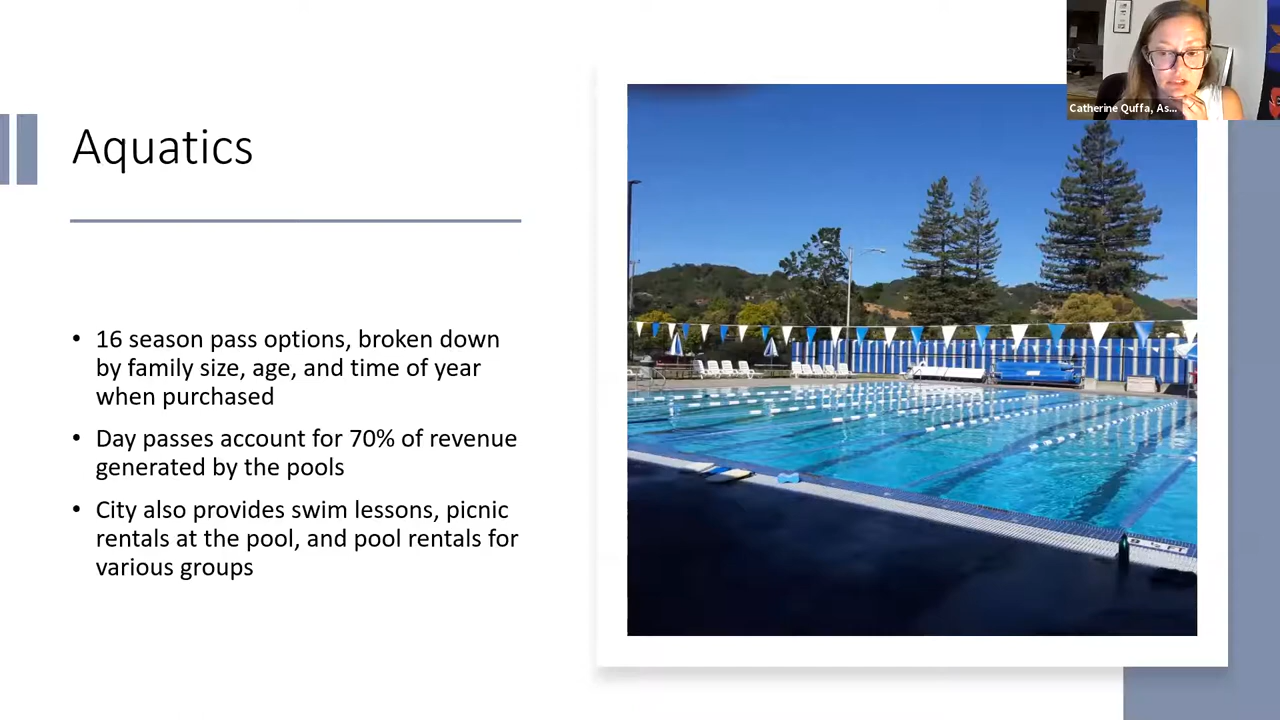 Catherine Quffa, As...
Aquatics
• 16 season pass options, broken down
by family size, age, and time of year
when purchased
• Day passes account for 70% of revenue
generated by the pools
• City also provides swim lessons, picnic
rentals at the pool, and pool rentals for
various groups